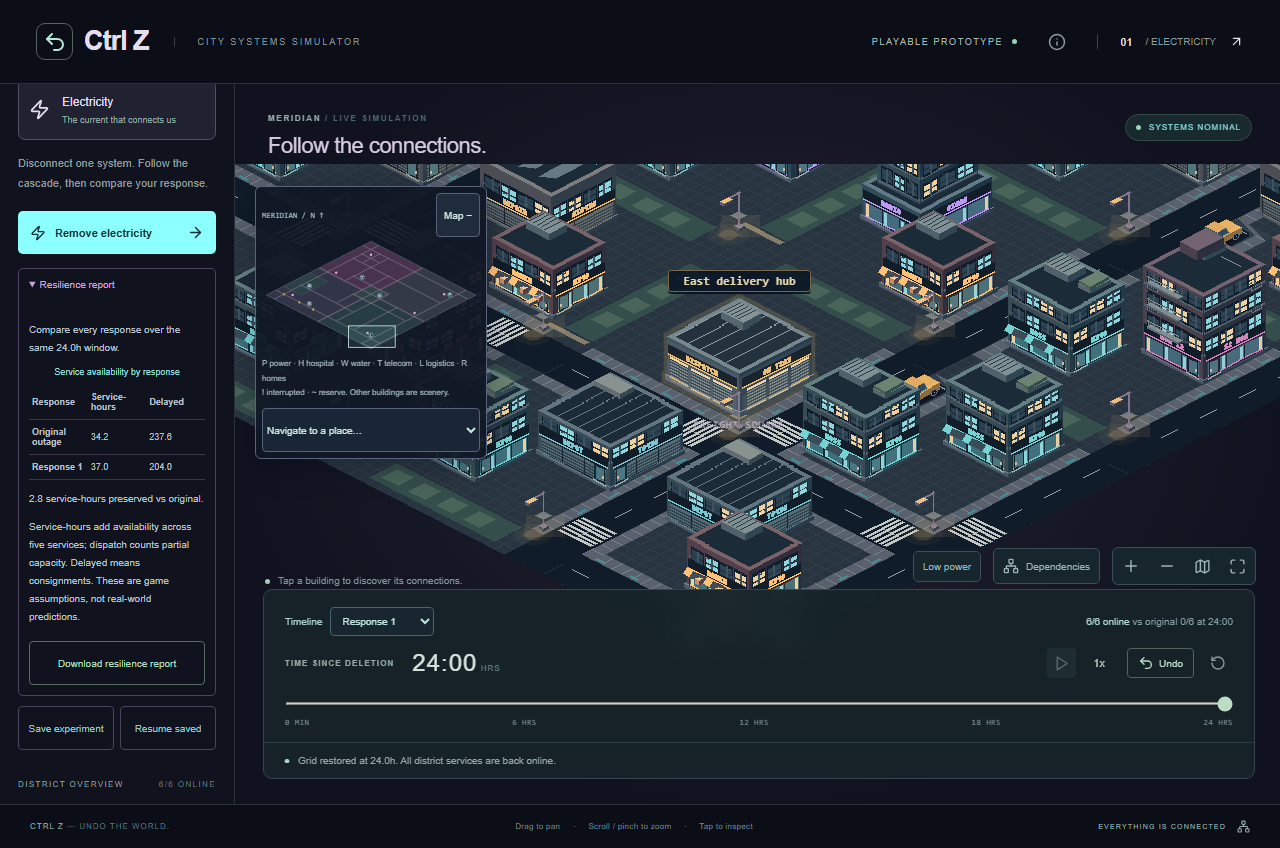 Ctrl Z
CITY SYSTEMS SIMULATOR
PLAYABLE PROTOTYPE
01 / ELECTRICITY
Electricity
The current that connects us
Disconnect one system. Follow the
cascade, then compare your response.
Remove electricity
▼ Resilience report
Compare every response over the
same 24.0h window.
Service availability by response
Response Service-hours Delayed
Original outage 34.2 237.6
Response 1 37.0 204.0
2.8 service-hours preserved vs original.
Service-hours add availability across
five services; dispatch counts partial
capacity. Delayed means
consignments. These are game
assumptions, not real-world
predictions.
Download resilience report
Save experiment
Resume saved
DISTRICT OVERVIEW 6/6 ONLINE
MERIDIAN / LIVE SIMULATION
Follow the connections.
SYSTEMS NOMINAL
MERIDIAN / N ↑
Map −
P power · H hospital · W water · T telecom · L logistics · R
homes
! interrupted · ~ reserve. Other buildings are scenery.
Navigate to a place...
East delivery hub
DISPATCH
Tap a building to discover its connections.
Low power
Dependencies
Timeline Response 1
6/6 online vs original 0/6 at 24:00
TIME SINCE DELETION 24:00 HRS
1x
Undo
0 MIN 6 HRS 12 HRS 18 HRS 24 HRS
Grid restored at 24.0h. All district services are back online.
CTRL Z — UNDO THE WORLD.
Drag to pan · Scroll / pinch to zoom · Tap to inspect
EVERYTHING IS CONNECTED